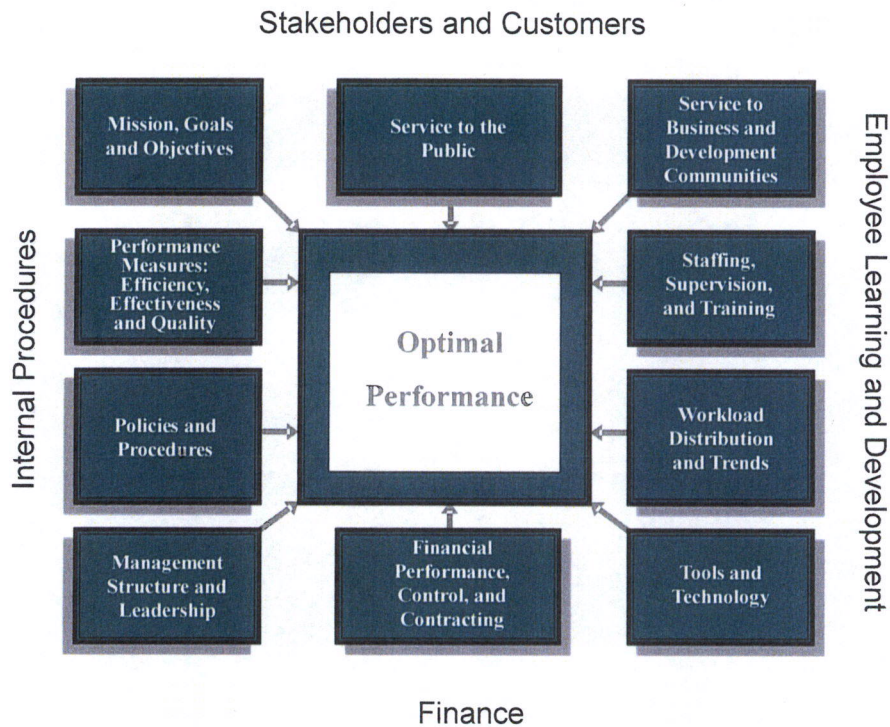 Stakeholders and Customers
Mission, Goals
and Objectives
Service to the
Public
Service to
Business and
Development
Communities
Internal Procedures
Employee Learning and Development
Performance
Measures:
Efficiency,
Effectiveness
and Quality
Staffing,
Supervision,
and Training
Optimal
Performance
Policies and
Procedures
Workload
Distribution
and Trends
Management
Structure and
Leadership
Financial
Performance,
Control, and
Contracting
Tools and
Technology
Finance